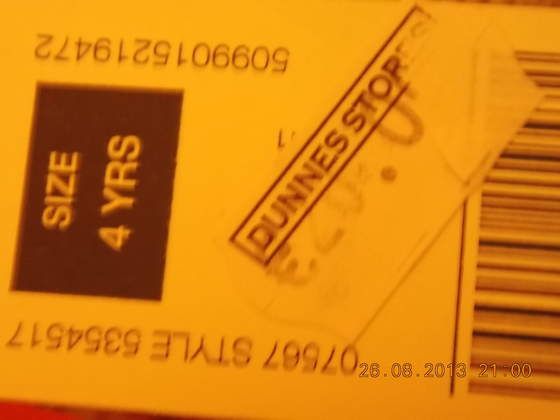 07567 STYLE 5354517
SIZE
4 YRS
5099015219472
DUNNES STORES
26.08.2013 21:00